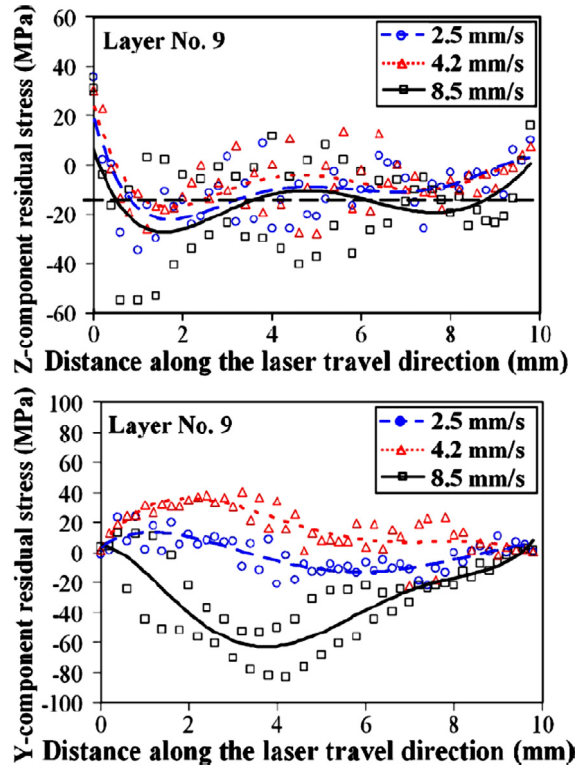 Z-component residual stress (MPa)
60
40
20
0
-20
-40
-60
Layer No. 9
2.5 mm/s
4.2 mm/s
8.5 mm/s
0
2
4
6
8
10
Distance along the laser travel direction (mm)
Y-component residual stress (MPa)
100
80
60
40
20
0
-20
-40
-60
-80
-100
Layer No. 9
2.5 mm/s
4.2 mm/s
8.5 mm/s
0
2
4
6
8
10
Distance along the laser travel direction (mm)